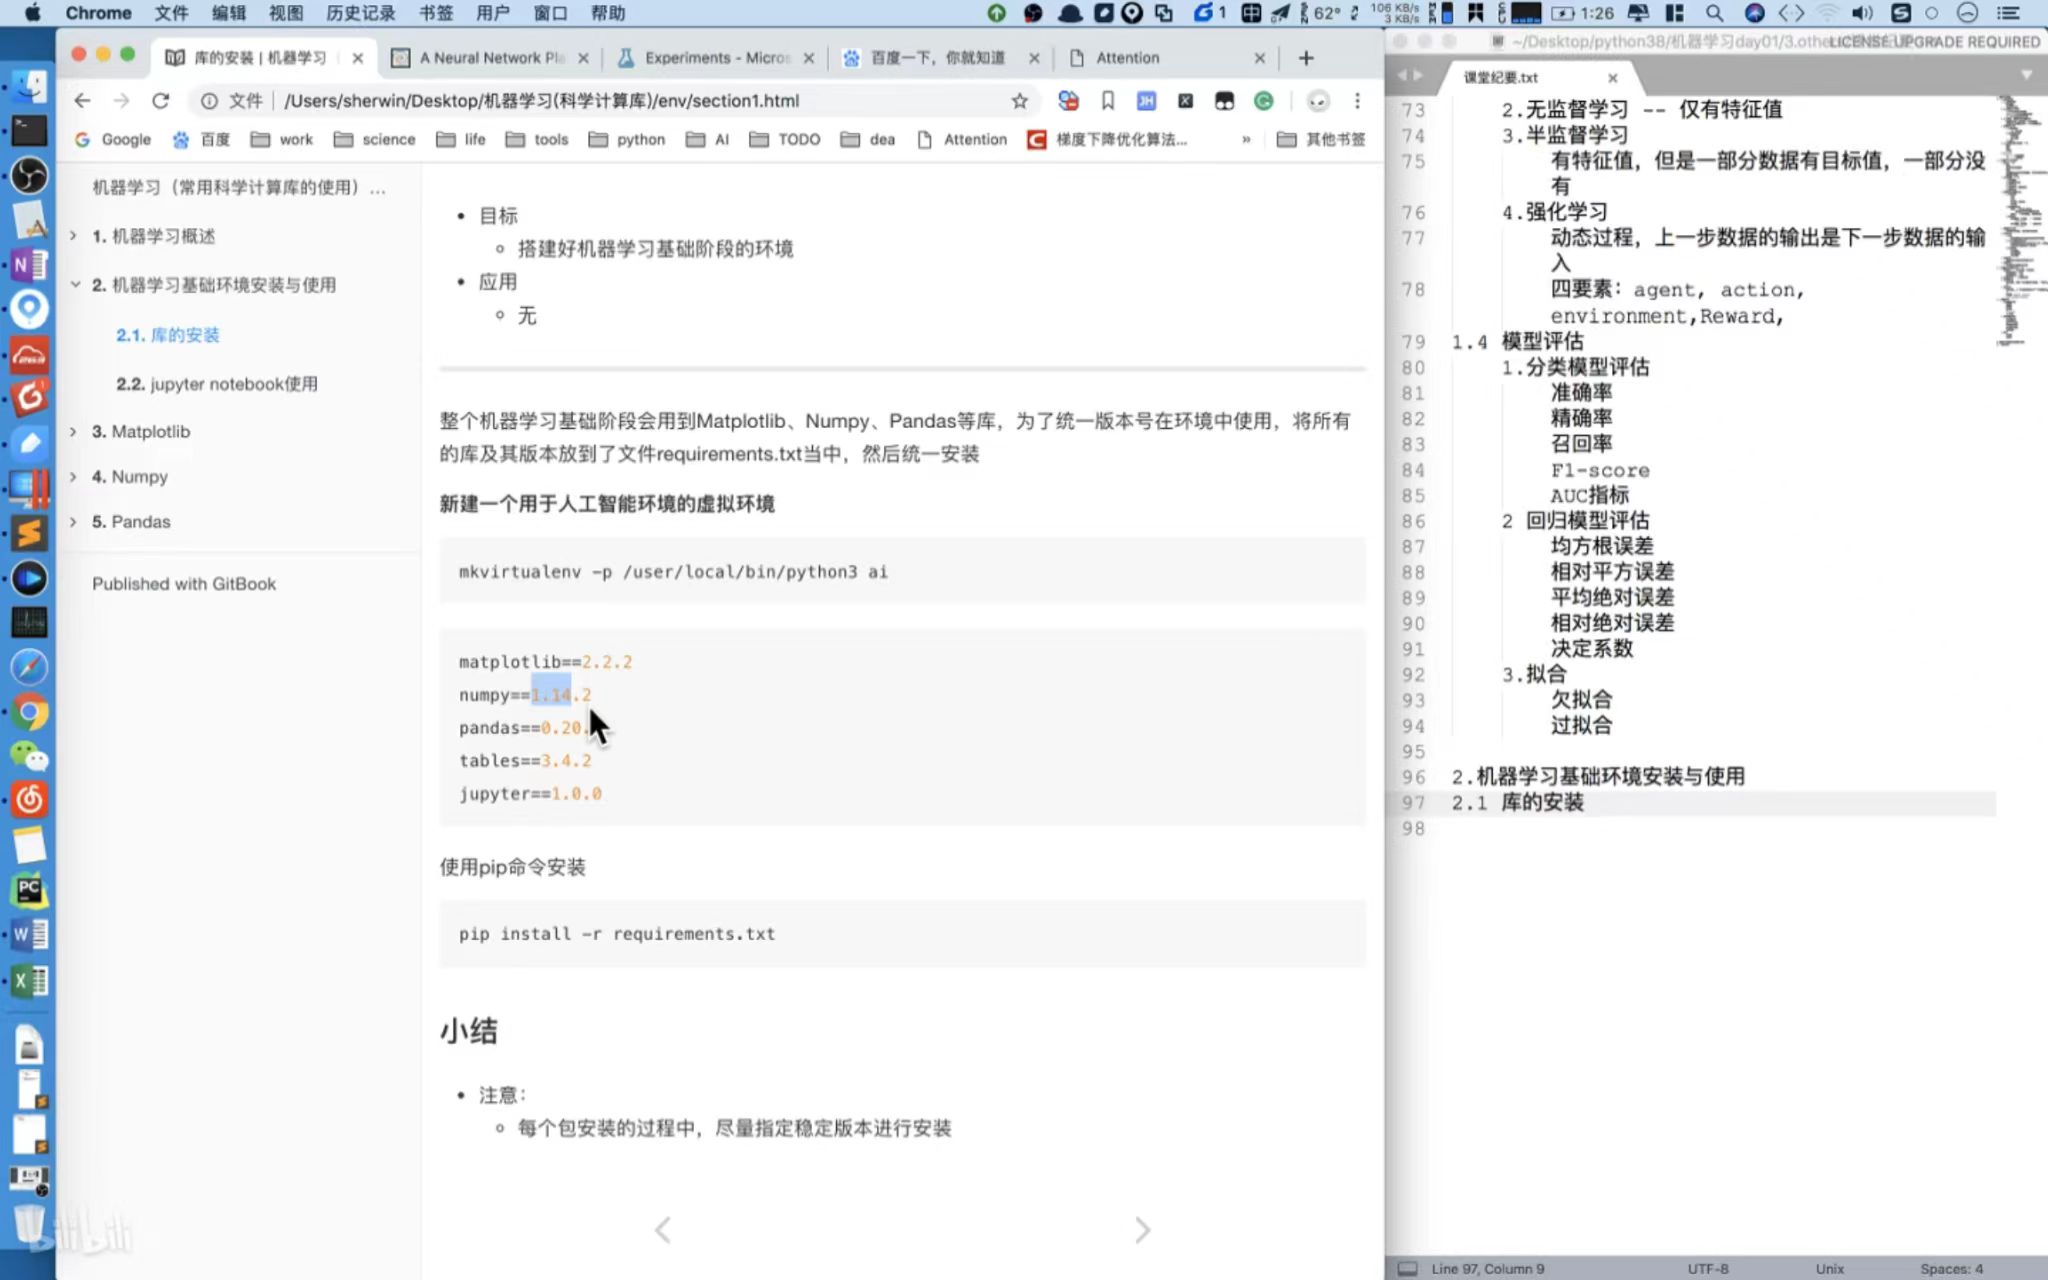 Chrome 文件 编辑 视图 历史记录 书签 用户 窗口 帮助
1 62° 106 KB/s 3 KB/s 1:26
库的安装 | 机器学习
A Neural Network Pla
Experiments - Micros
百度一下，你就知道
Attention
文件 /Users/sherwin/Desktop/机器学习(科学计算库)/env/section1.html
Google 百度 work science life tools python AI TODO dea Attention 梯度下降优化算法... » 其他书签
机器学习（常用科学计算库的使用）...
1. 机器学习概述
2. 机器学习基础环境安装与使用
2.1. 库的安装
2.2. jupyter notebook使用
3. Matplotlib
4. Numpy
5. Pandas
Published with GitBook
目标
搭建好机器学习基础阶段的环境
应用
无
整个机器学习基础阶段会用到Matplotlib、Numpy、Pandas等库，为了统一版本号在环境中使用，将所有
的库及其版本放到了文件requirements.txt当中，然后统一安装
新建一个用于人工智能环境的虚拟环境
mkvirtualenv -p /user/local/bin/python3 ai
matplotlib==2.2.2
numpy==1.14.2
pandas==0.20.
tables==3.4.2
jupyter==1.0.0
使用pip命令安装
pip install -r requirements.txt
小结
注意：
每个包安装的过程中，尽量指定稳定版本进行安装
bilibili
~/Desktop/python38/机器学习day01/3.othe
LICENSE UPGRADE REQUIRED
课堂纪要.txt
73 2.无监督学习 -- 仅有特征值
74 3.半监督学习
75 有特征值，但是一部分数据有目标值，一部分没
有
76 4.强化学习
77 动态过程，上一步数据的输出是下一步数据的输
入
78 四要素：agent, action,
environment,Reward,
79 1.4 模型评估
80 1.分类模型评估
81 准确率
82 精确率
83 召回率
84 F1-score
85 AUC指标
86 2 回归模型评估
87 均方根误差
88 相对平方误差
89 平均绝对误差
90 相对绝对误差
91 决定系数
92 3.拟合
93 欠拟合
94 过拟合
95
96 2.机器学习基础环境安装与使用
97 2.1 库的安装
98
Line 97, Column 9 UTF-8 Unix Spaces: 4